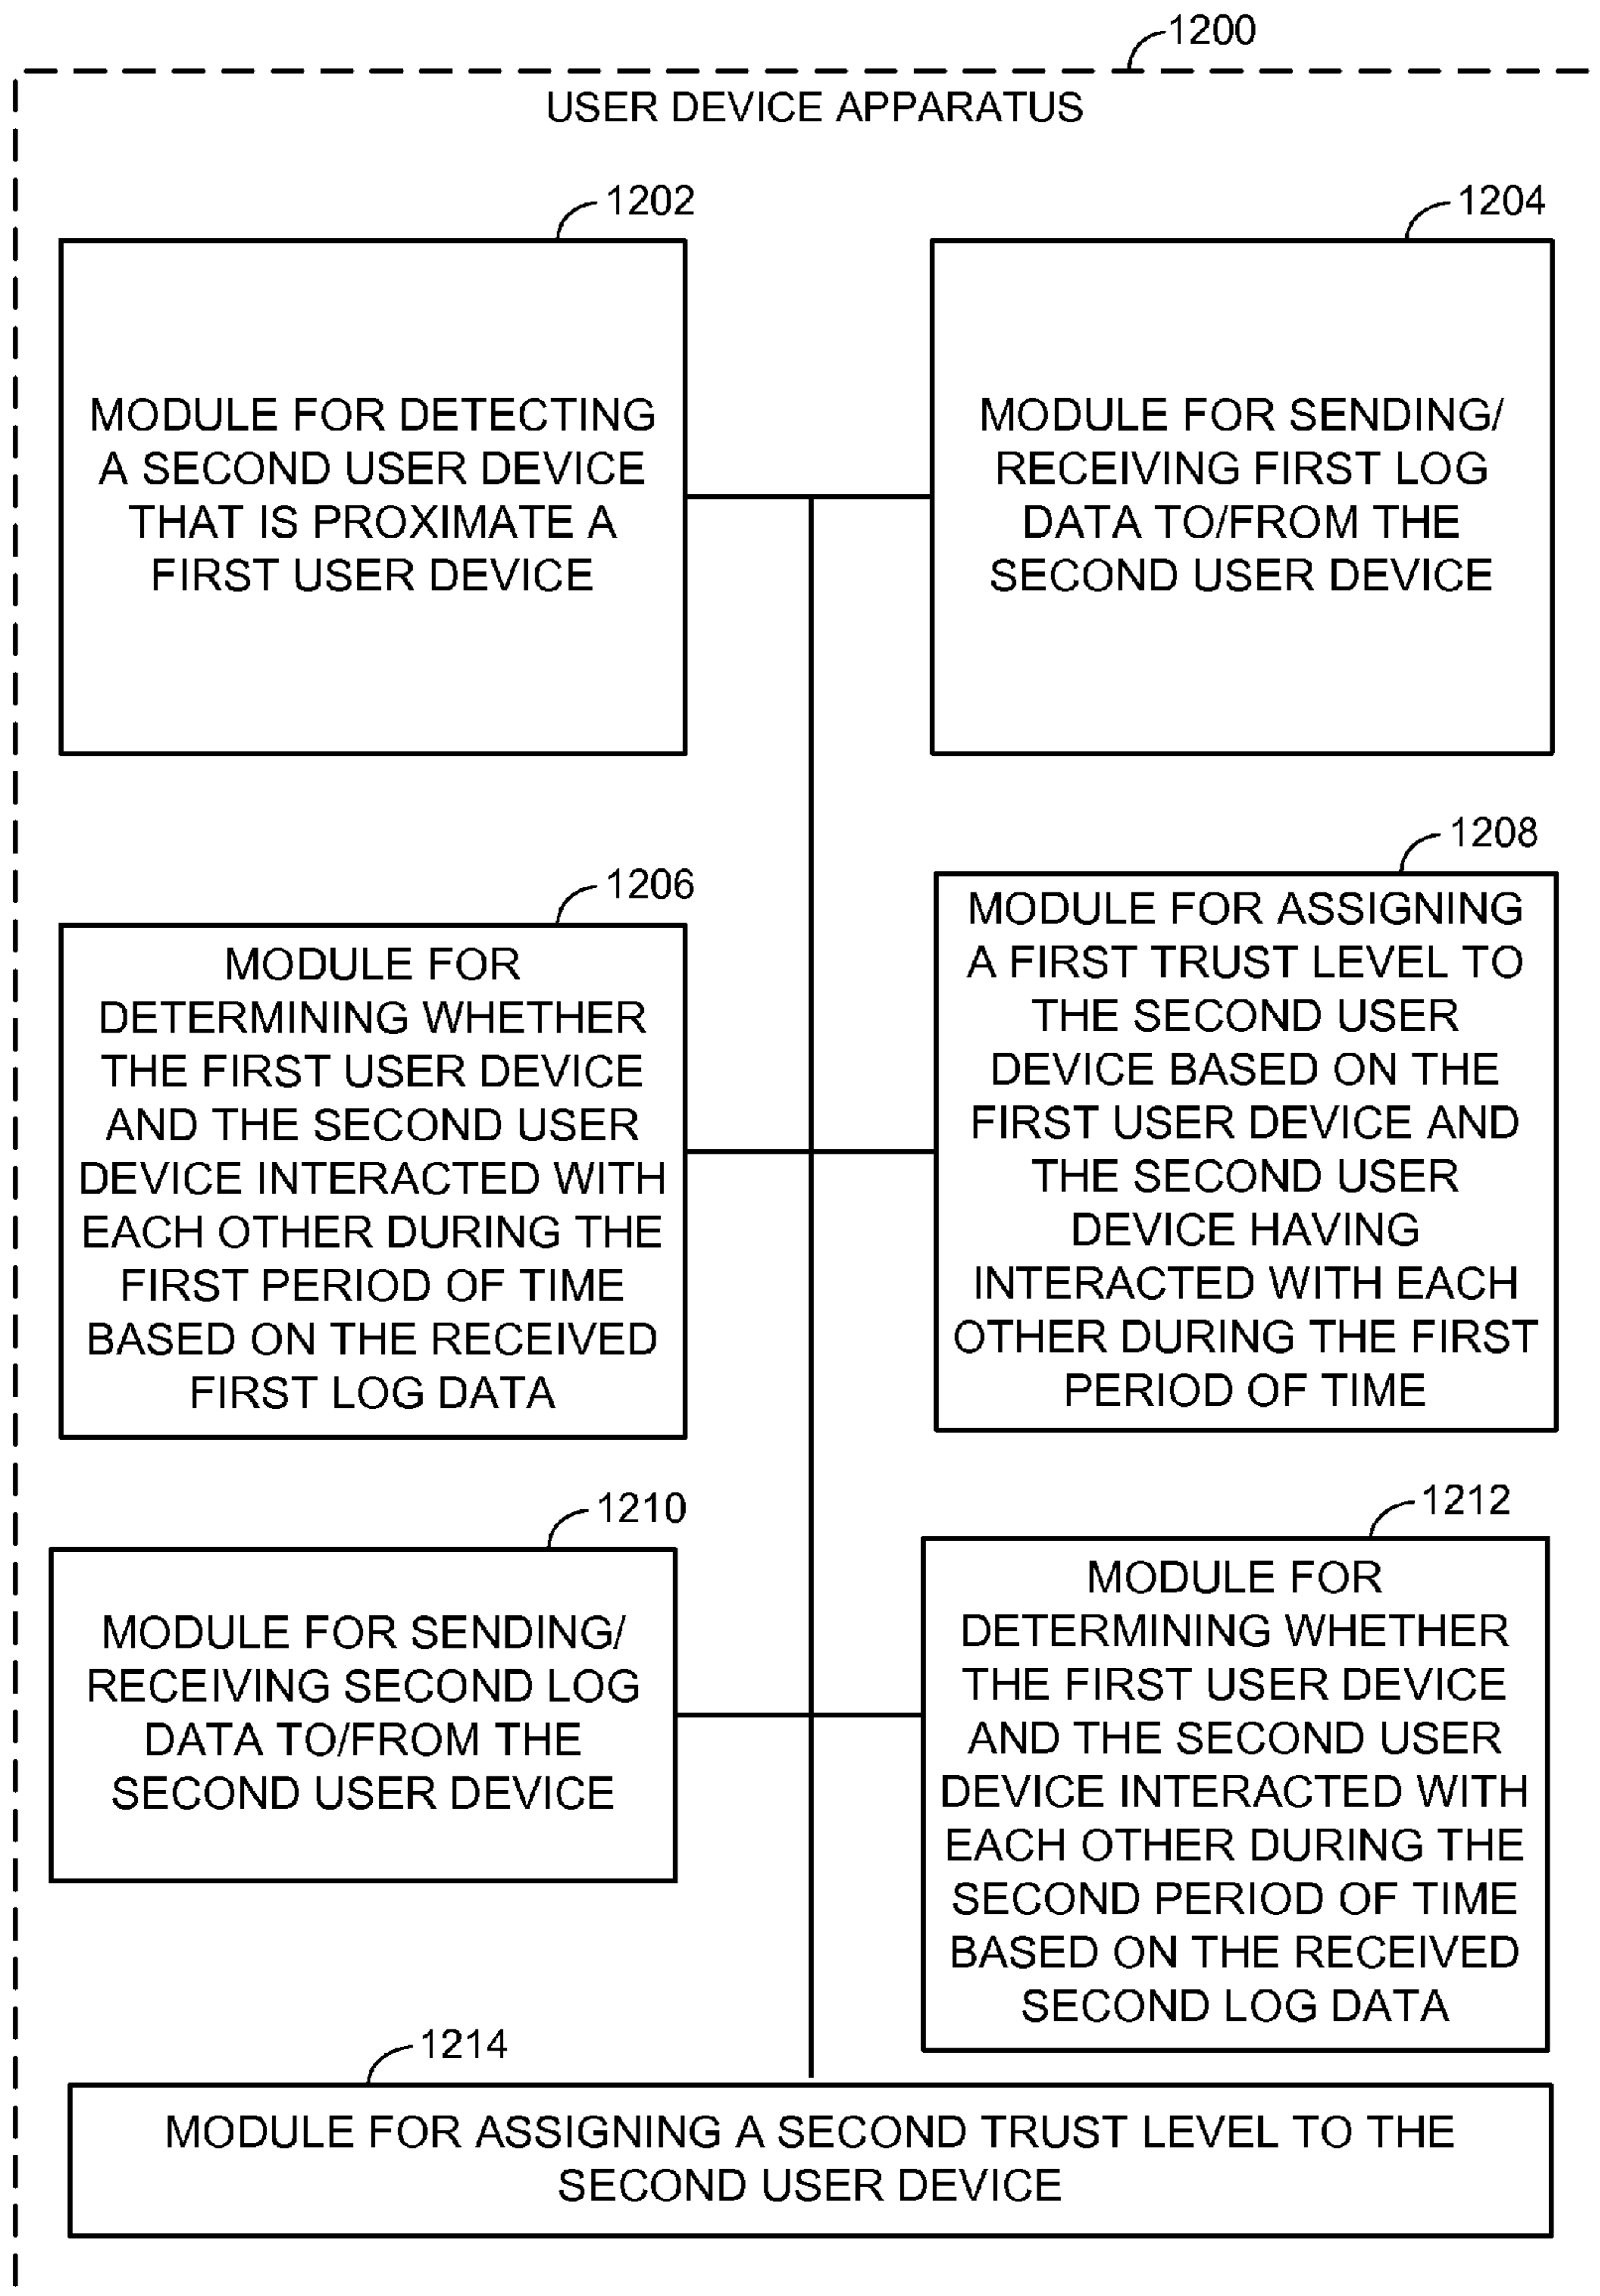 1200
USER DEVICE APPARATUS
1202
MODULE FOR DETECTING
A SECOND USER DEVICE
THAT IS PROXIMATE A
FIRST USER DEVICE
1204
MODULE FOR SENDING/
RECEIVING FIRST LOG
DATA TO/FROM THE
SECOND USER DEVICE
1206
MODULE FOR
DETERMINING WHETHER
THE FIRST USER DEVICE
AND THE SECOND USER
DEVICE INTERACTED WITH
EACH OTHER DURING THE
FIRST PERIOD OF TIME
BASED ON THE RECEIVED
FIRST LOG DATA
1208
MODULE FOR ASSIGNING
A FIRST TRUST LEVEL TO
THE SECOND USER
DEVICE BASED ON THE
FIRST USER DEVICE AND
THE SECOND USER
DEVICE HAVING
INTERACTED WITH EACH
OTHER DURING THE FIRST
PERIOD OF TIME
1210
MODULE FOR SENDING/
RECEIVING SECOND LOG
DATA TO/FROM THE
SECOND USER DEVICE
1212
MODULE FOR
DETERMINING WHETHER
THE FIRST USER DEVICE
AND THE SECOND USER
DEVICE INTERACTED WITH
EACH OTHER DURING THE
SECOND PERIOD OF TIME
BASED ON THE RECEIVED
SECOND LOG DATA
1214
MODULE FOR ASSIGNING A SECOND TRUST LEVEL TO THE
SECOND USER DEVICE